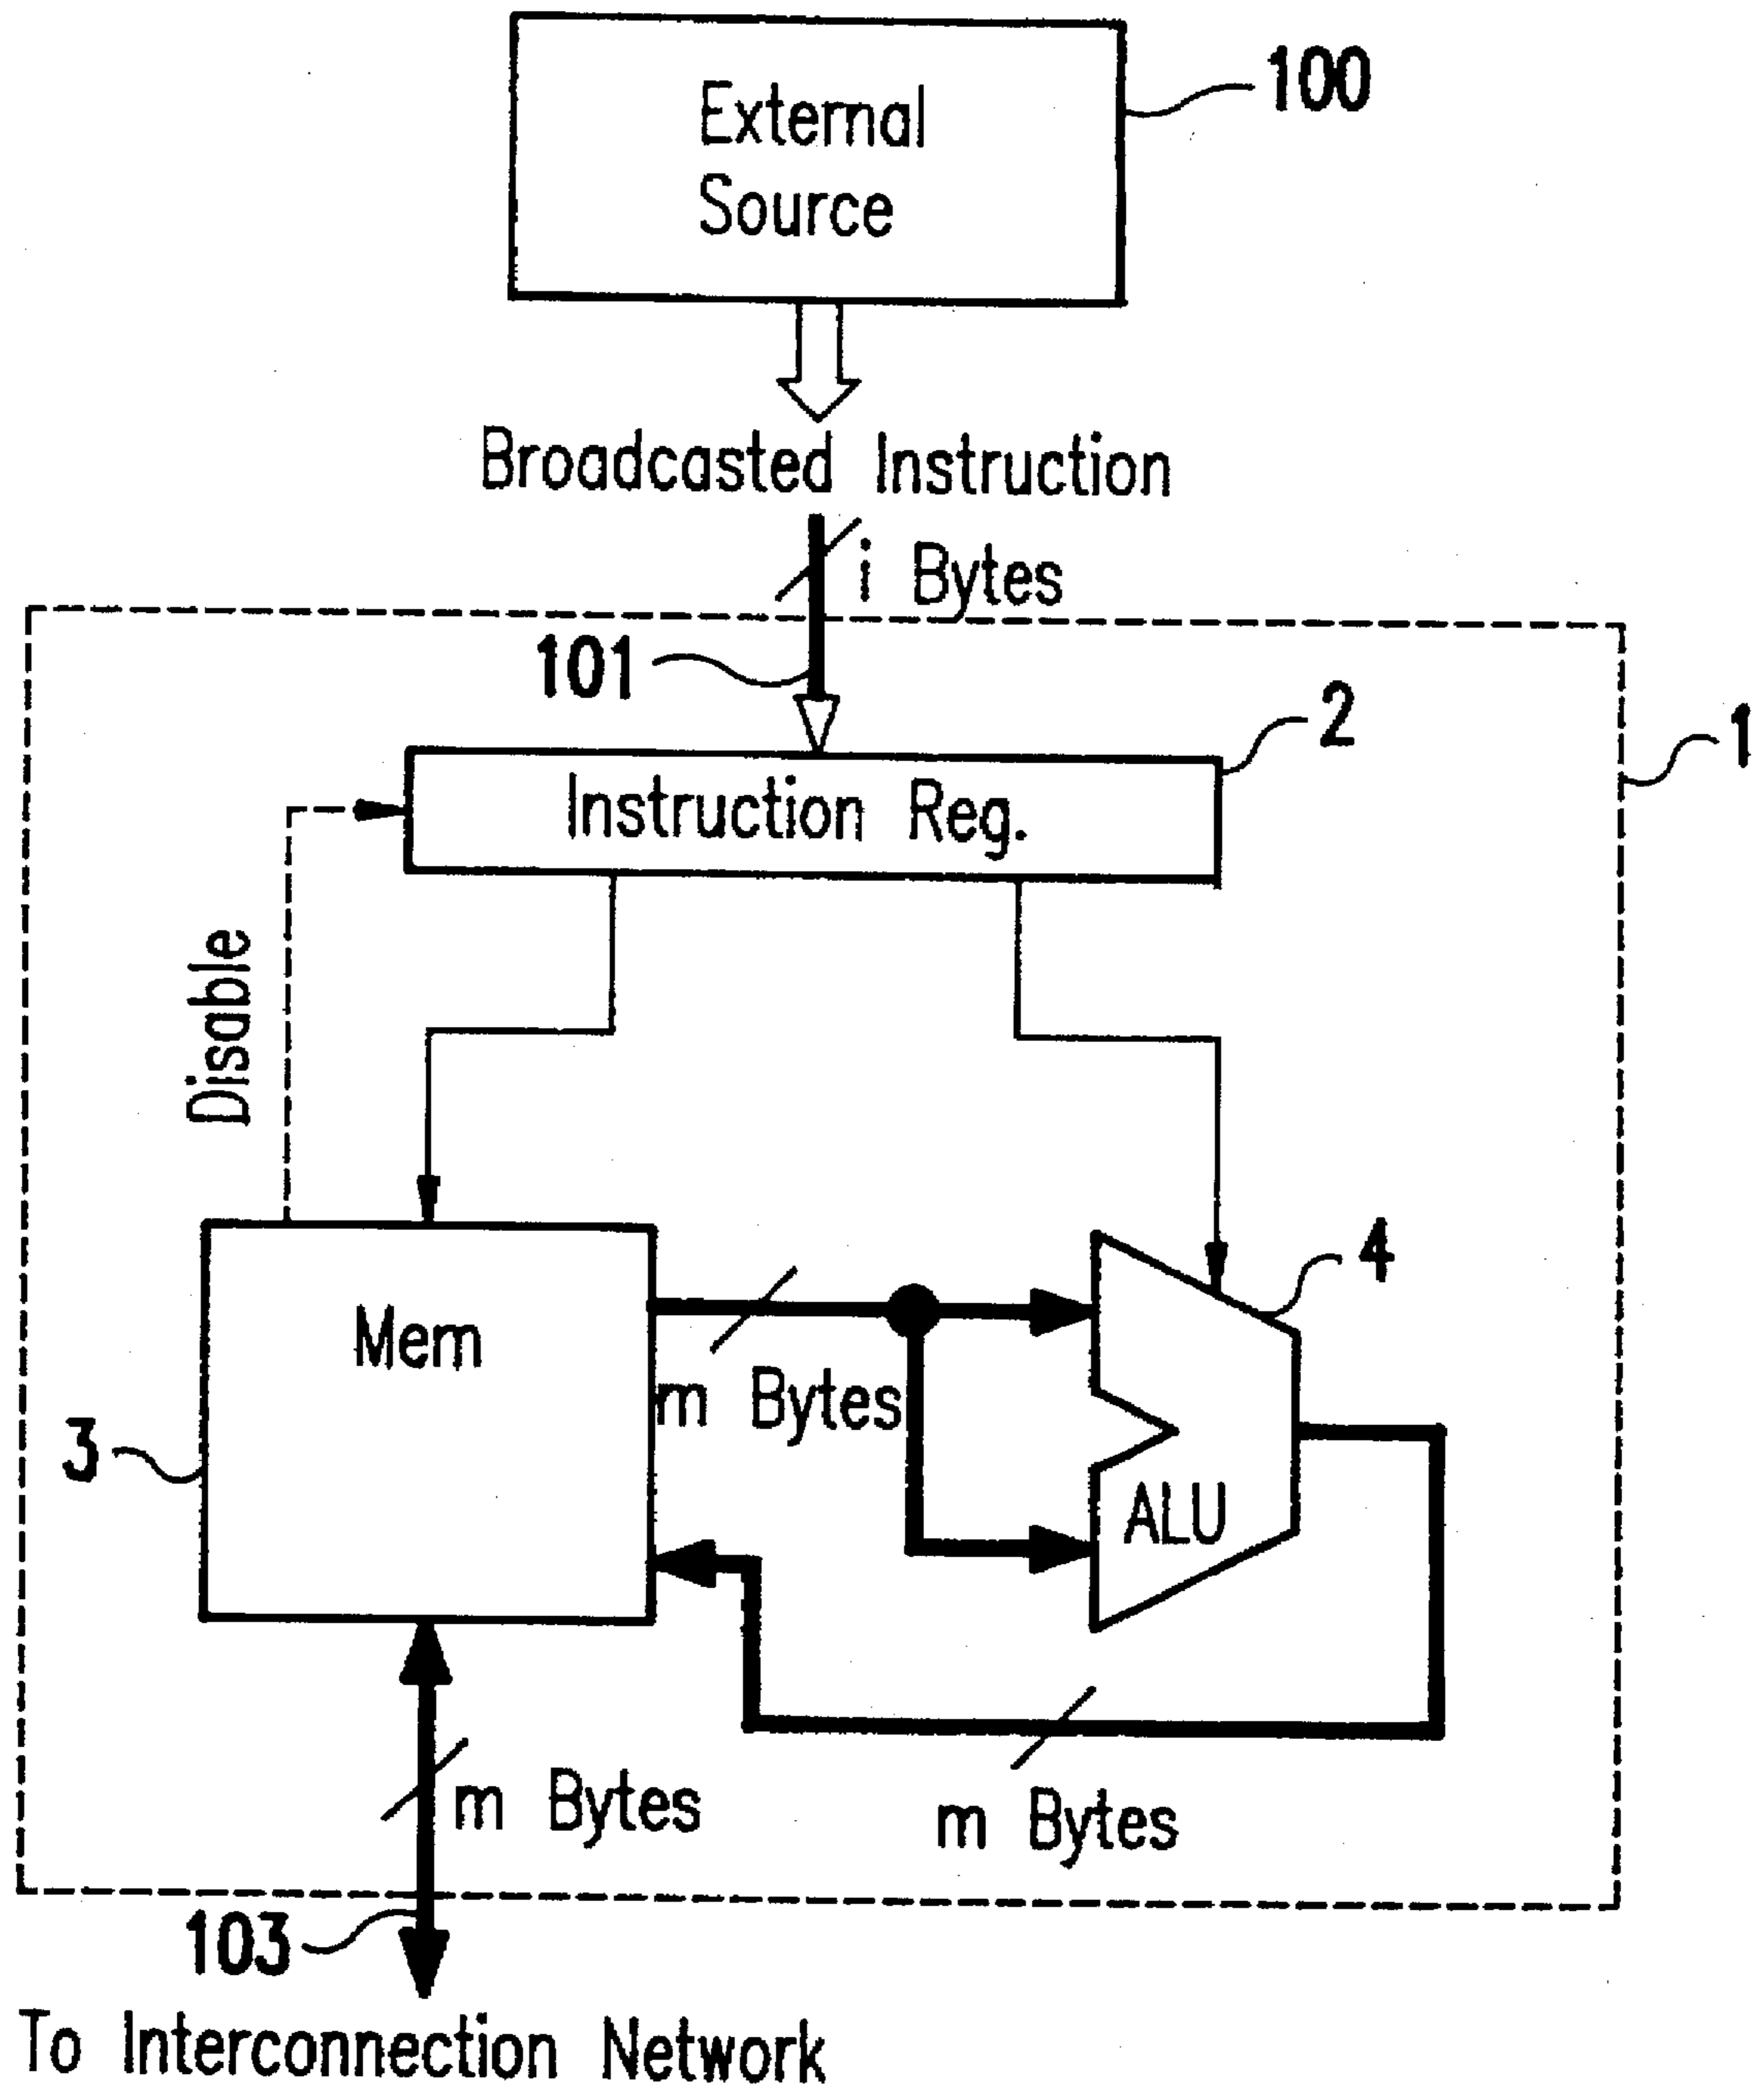 External
Source
100
Broadcasted Instruction
i Bytes
101
2
1
Instruction Reg.
Disable
4
Mem
m Bytes
3
ALU
m Bytes
m Bytes
103
To Interconnection Network